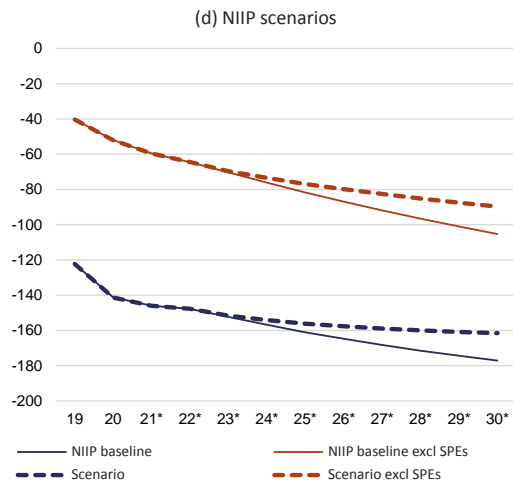 (d) NIIP scenarios
0
-20
-40
-60
-80
-100
-120
-140
-160
-180
-200
19 20 21* 22* 23* 24* 25* 26* 27* 28* 29* 30*
NIIP baseline NIIP baseline excl SPEs
Scenario Scenario excl SPEs